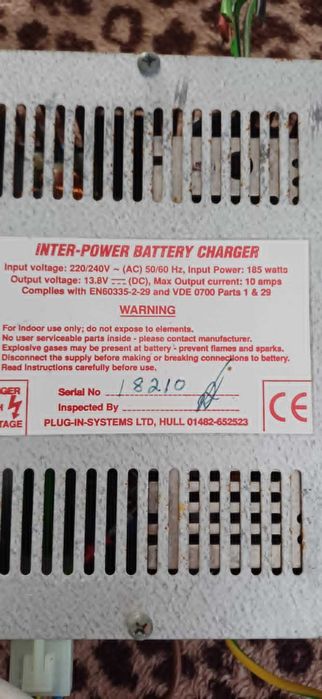 INTER-POWER BATTERY CHARGER
Input voltage: 220/240V ~ (AC) 50/60 Hz, Input Power: 185 watts
Output voltage: 13.8V ⎓ (DC), Max Output current: 10 amps
Complies with EN60335-2-29 and VDE 0700 Parts 1 & 29
WARNING
For indoor use only; do not expose to elements.
No user serviceable parts inside - please contact manufacturer.
Explosive gases may be present at battery - prevent flames and sparks.
Disconnect the supply before making or breaking connections to battery.
Read Instructions carefully before use.
GER
H
TAGE
Serial No 18210
Inspected By
PLUG-IN-SYSTEMS LTD, HULL 01482-652523
CE